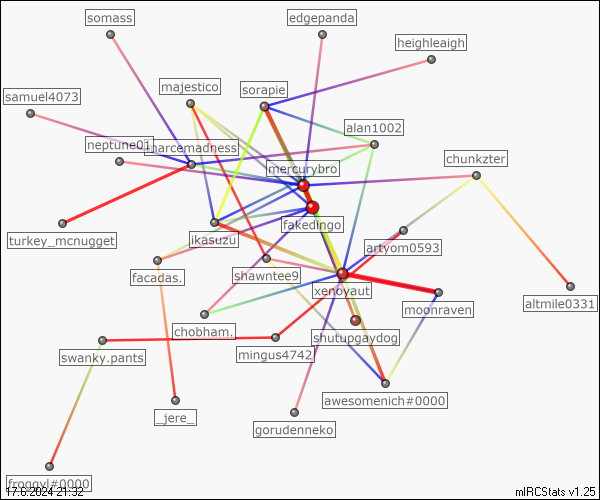 somass
edgepanda
heighleaigh
majestico
sorapie
samuel4073
alan1002
neptune01
marcemadness
chunkzter
mercurybro
fakedingo
turkey_mcnugget
ikasuzu
artyom0593
facadas.
shawntee9
xenoyaut
altmile0331
moonraven
chobham.
shutupgaydog
swanky.pants
mingus4742
awesomenich#0000
_jere_
gorudenneko
froggyl#0000
17.6.2024 21:32
mIRCStats v1.25